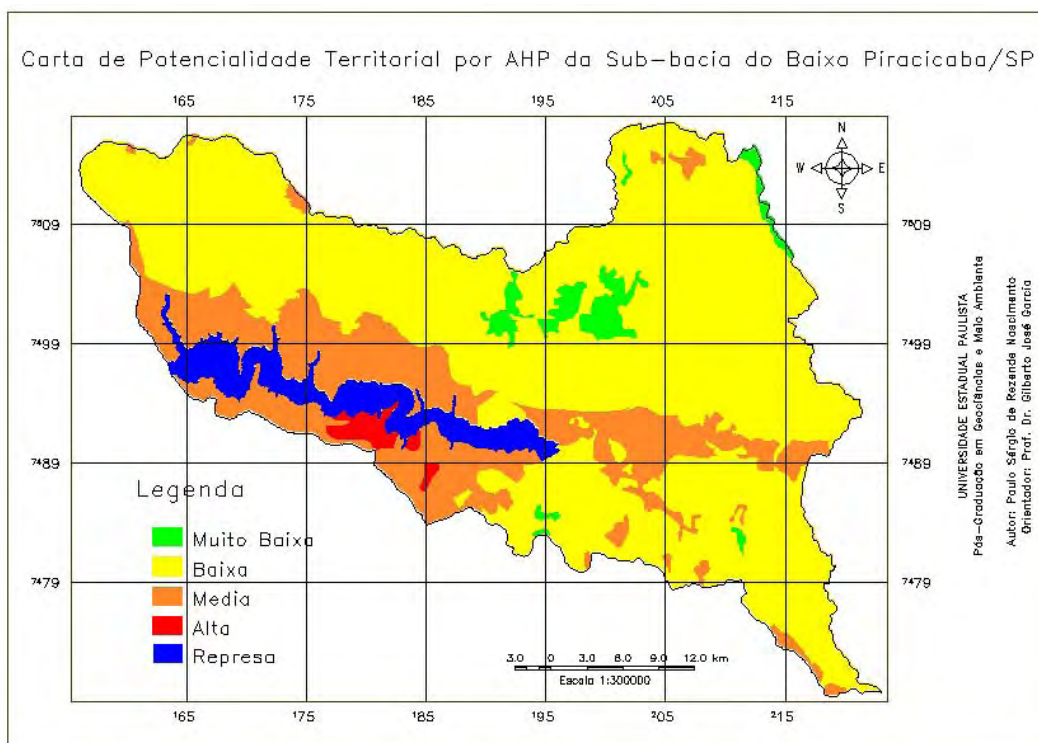 Carta de Potencialidade Territorial por AHP da Sub-bacia do Baixo Piracicaba/SP
165 175 185 195 205 215
N
W E
S
7509 7509
7499 7499
7489 7489
7479 7479
Legenda
Muito Baixa
Baixa
Media
Alta
Represa
3.0 0 3.0 6.0 9.0 12.0 km
Escala 1:300000
165 175 185 195 205 215
UNIVERSIDADE ESTADUAL PAULISTA
Pós-Graduação em Geociências e Meio Ambiente
Autor: Paulo Sérgio de Rezende Nascimento
Orientador: Prof. Dr. Gilberto José Garcia